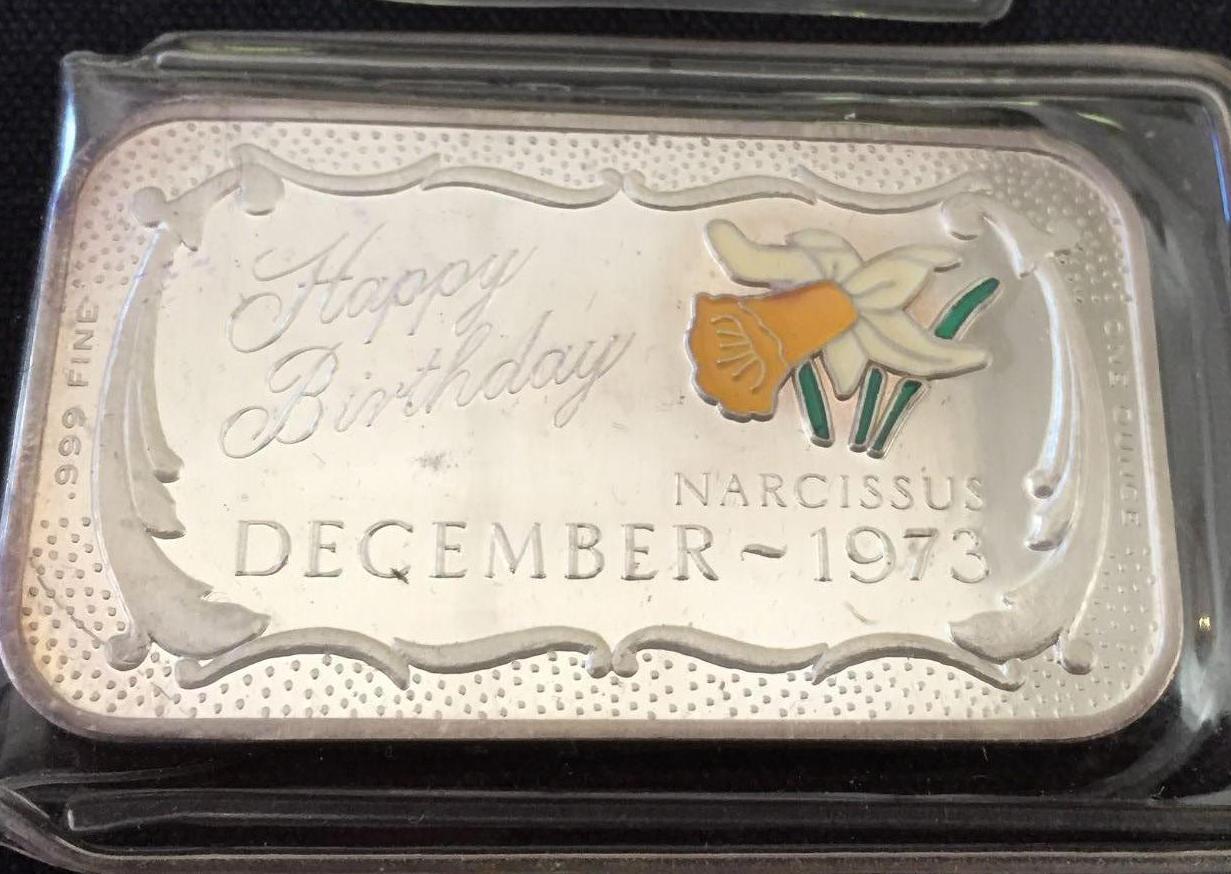 Happy
Birthday
NARCISSUS
DECEMBER ~ 1973
.999 FINE
ONE OUNCE